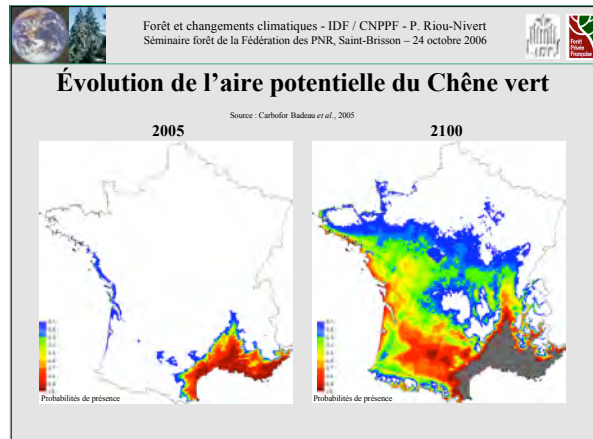 Forêt et changements climatiques - IDF / CNPPF - P. Riou-Nivert
Séminaire forêt de la Fédération des PNR, Saint-Brisson – 24 octobre 2006
Forêt
Privée
Française
Évolution de l'aire potentielle du Chêne vert
Source : Carbofor Badeau et al., 2005
2005
2100
Probabilités de présence
Probabilités de présence